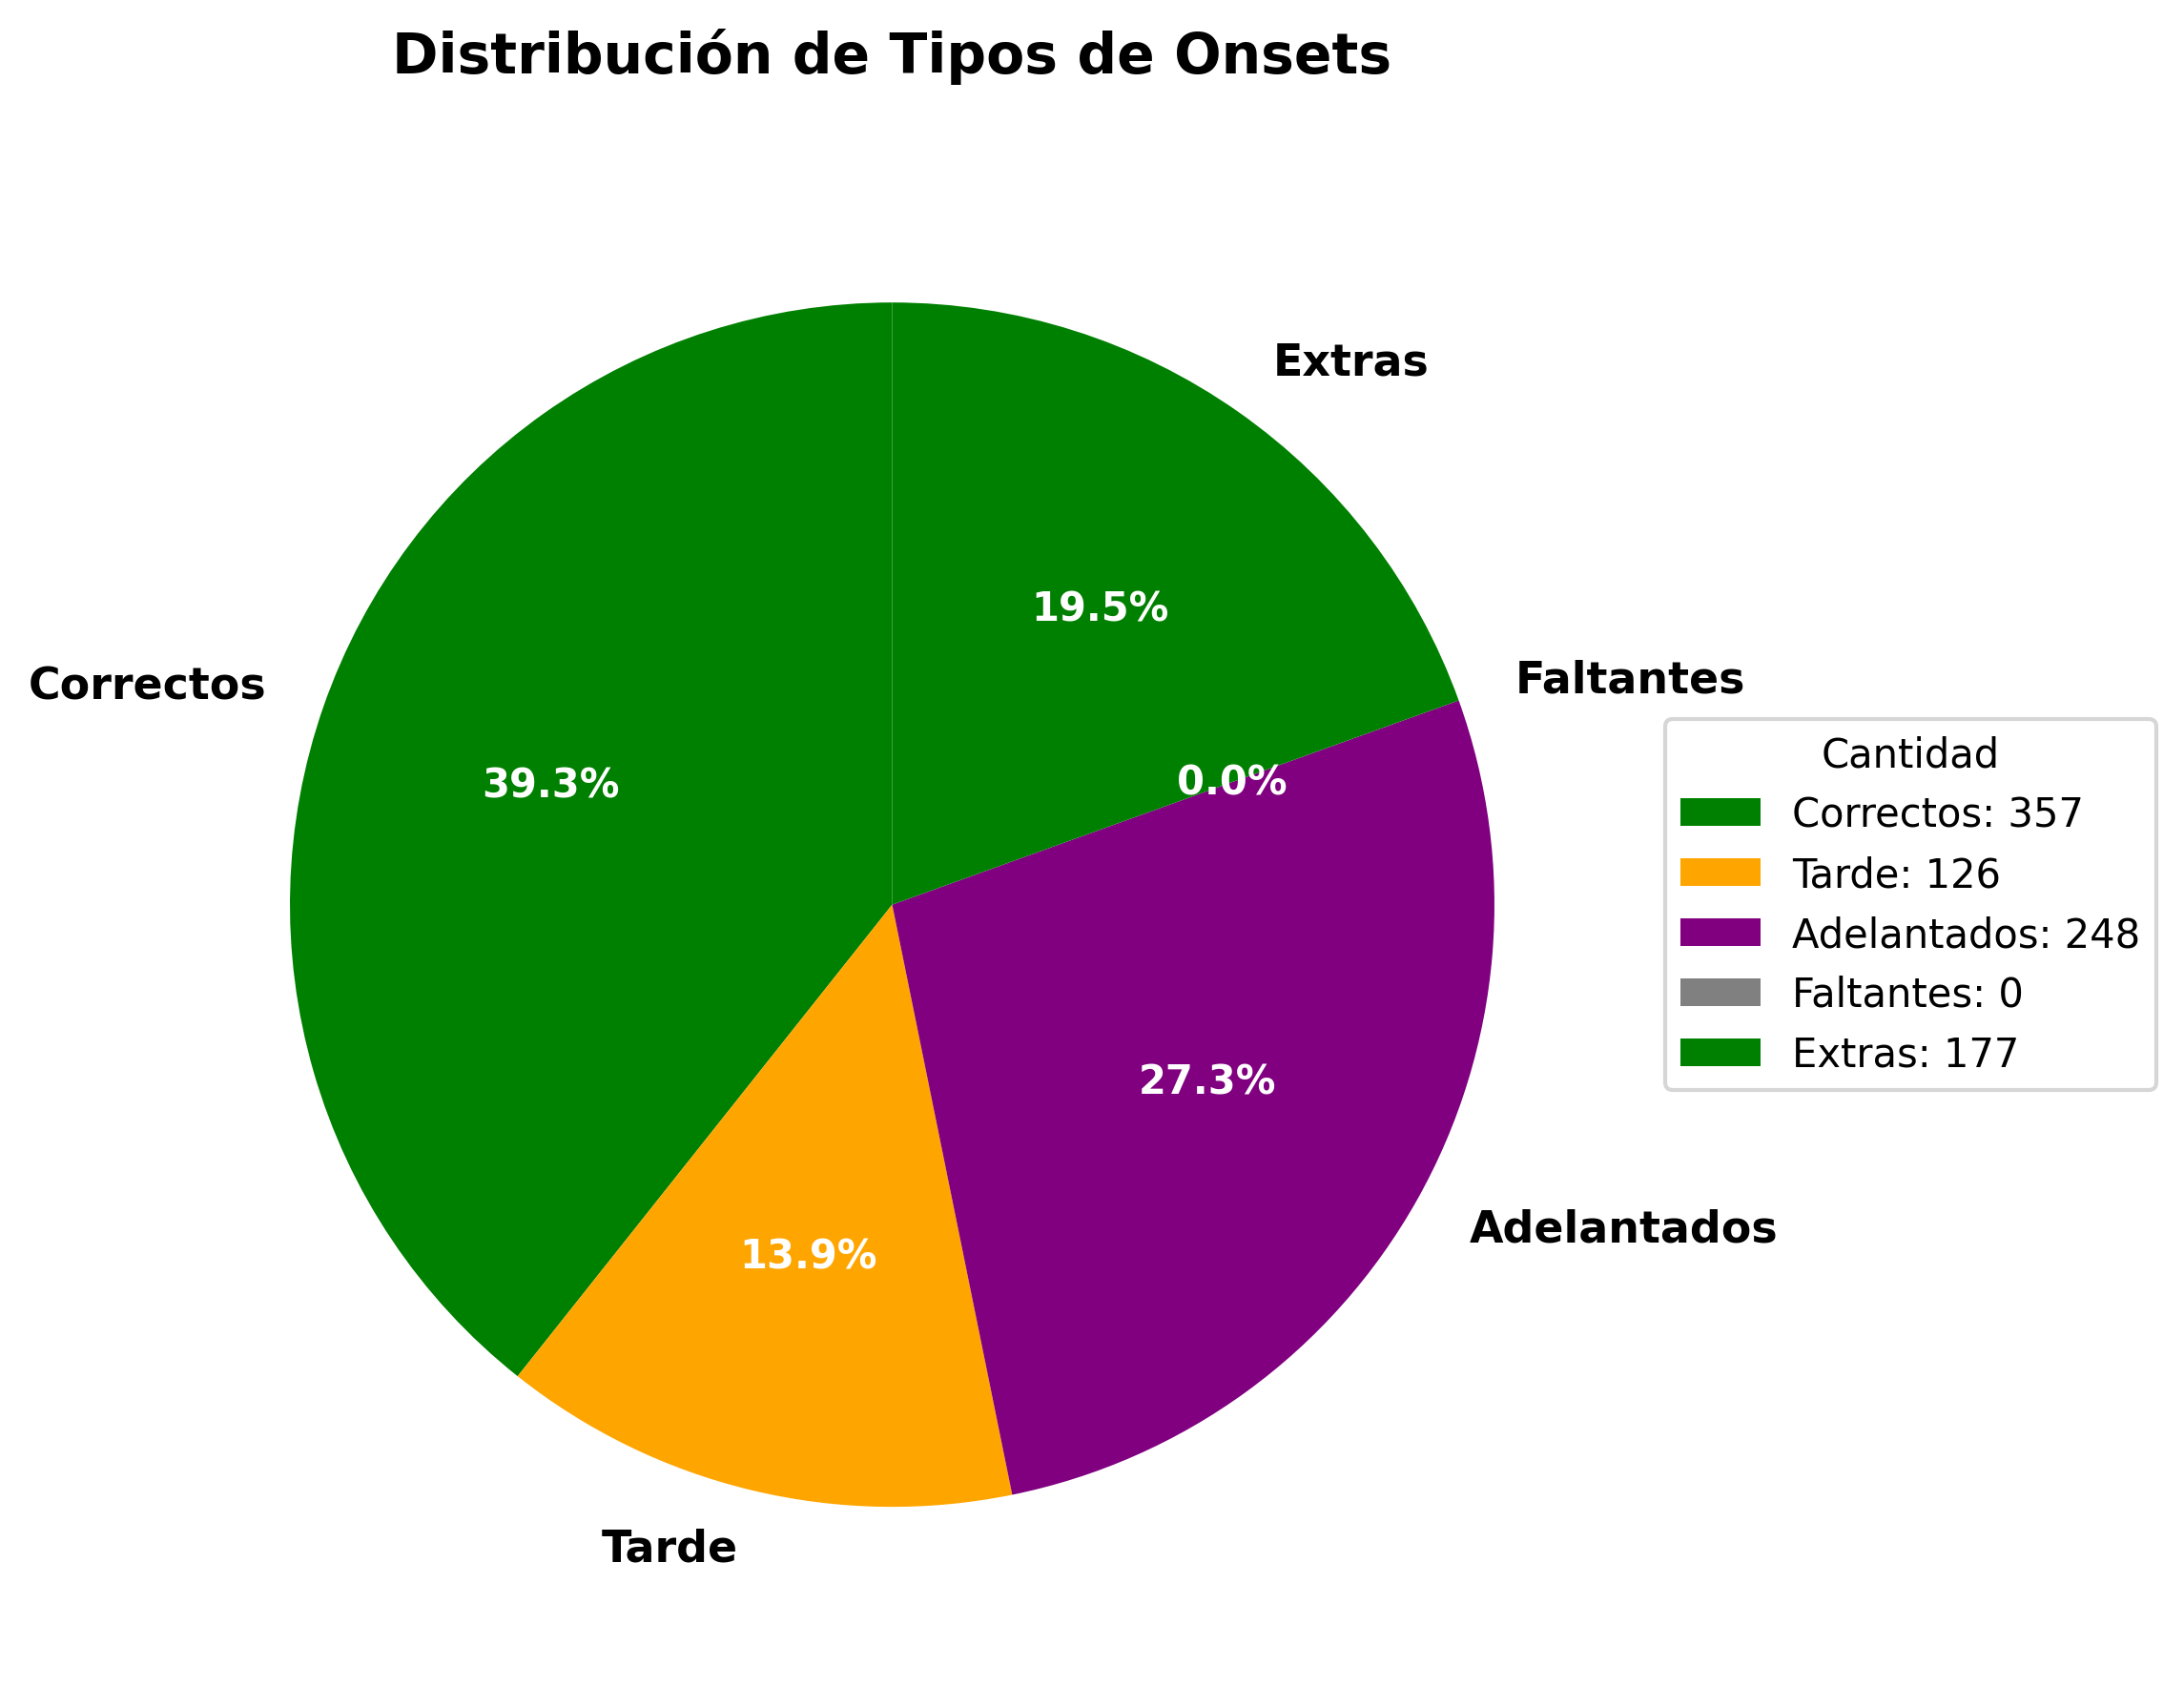 Distribución de Tipos de Onsets
Extras
19.5%
Faltantes
Correctos
39.3%
0.0%
27.3%
Adelantados
13.9%
Tarde
Cantidad
Correctos: 357
Tarde: 126
Adelantados: 248
Faltantes: 0
Extras: 177